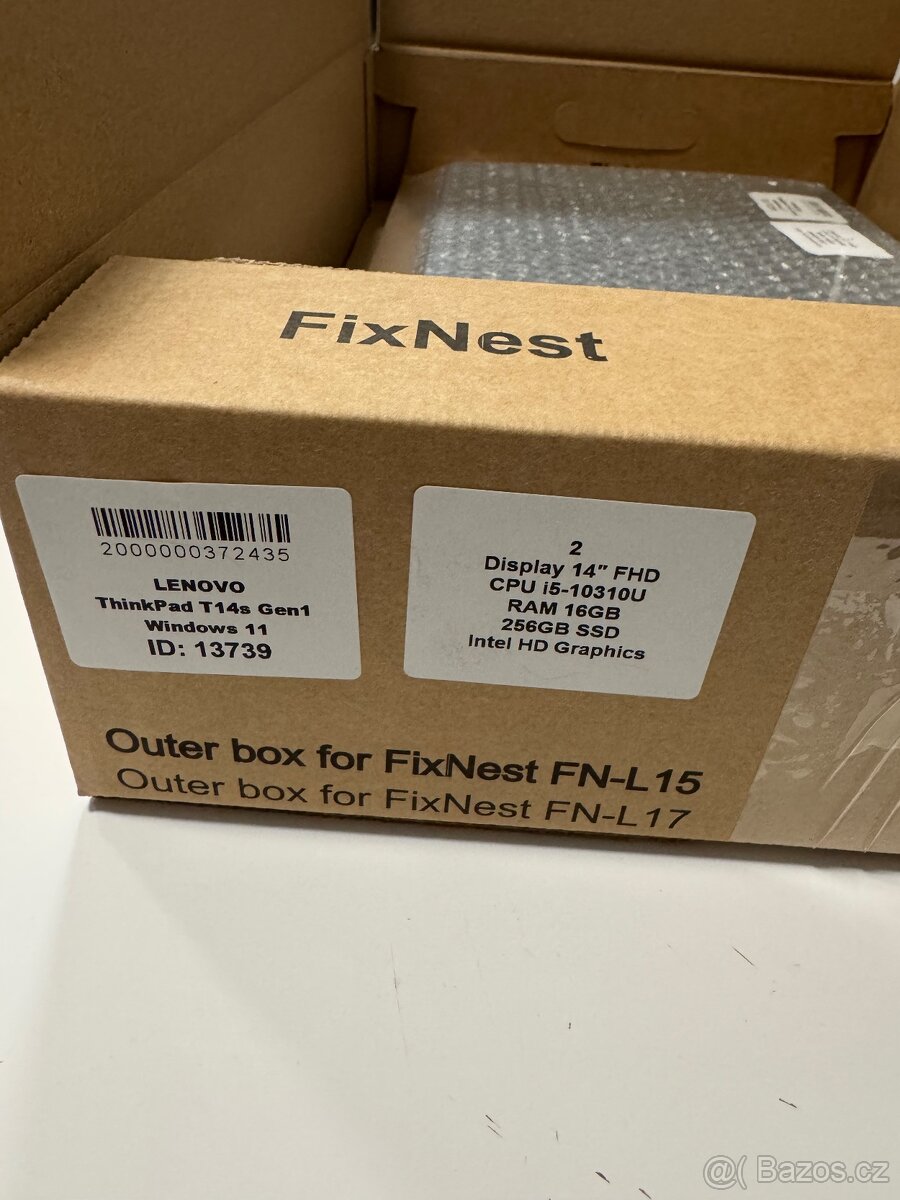 FixNest
2000000372435
LENOVO
ThinkPad T14s Gen1
Windows 11
ID: 13739
2
Display 14" FHD
CPU i5-10310U
RAM 16GB
256GB SSD
Intel HD Graphics
Outer box for FixNest FN-L15
Outer box for FixNest FN-L17
@( Bazos.cz